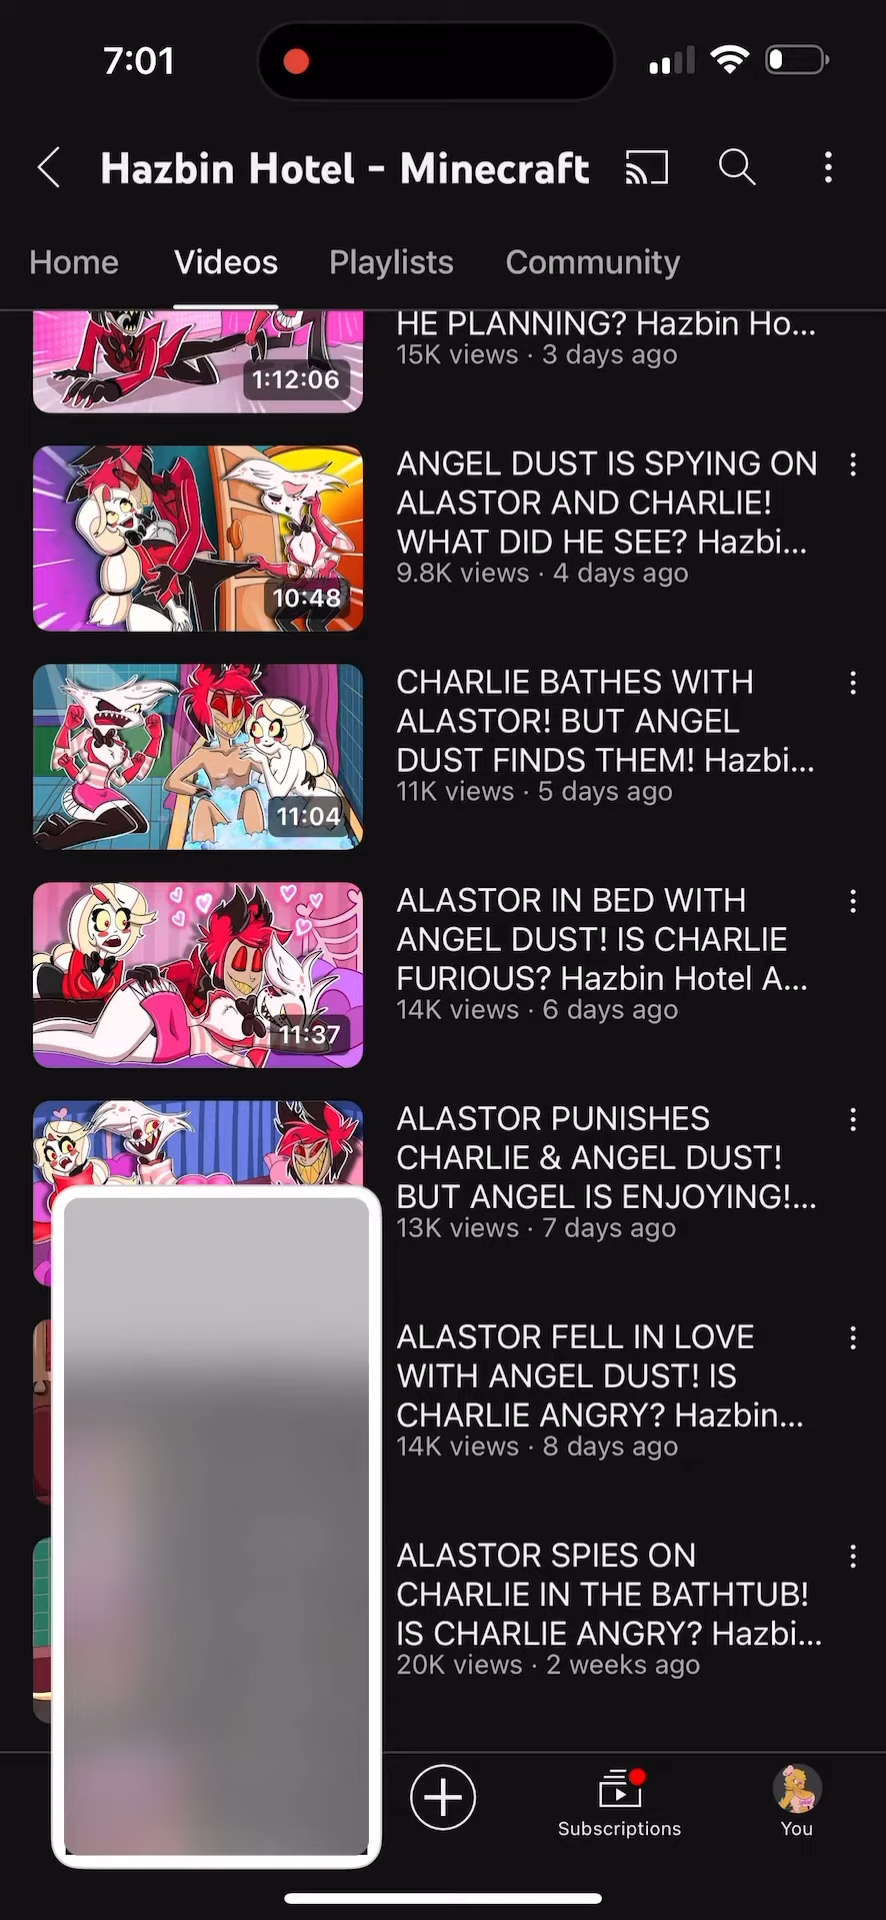 7:01
Hazbin Hotel - Minecraft
Home Videos Playlists Community
HE PLANNING? Hazbin Ho...
15K views · 3 days ago
1:12:06
ANGEL DUST IS SPYING ON
ALASTOR AND CHARLIE!
WHAT DID HE SEE? Hazbi...
9.8K views · 4 days ago
10:48
CHARLIE BATHES WITH
ALASTOR! BUT ANGEL
DUST FINDS THEM! Hazbi...
11K views · 5 days ago
11:04
ALASTOR IN BED WITH
ANGEL DUST! IS CHARLIE
FURIOUS? Hazbin Hotel A...
14K views · 6 days ago
11:37
ALASTOR PUNISHES
CHARLIE & ANGEL DUST!
BUT ANGEL IS ENJOYING!...
13K views · 7 days ago
ALASTOR FELL IN LOVE
WITH ANGEL DUST! IS
CHARLIE ANGRY? Hazbin...
14K views · 8 days ago
ALASTOR SPIES ON
CHARLIE IN THE BATHTUB!
IS CHARLIE ANGRY? Hazbi...
20K views · 2 weeks ago
Subscriptions You